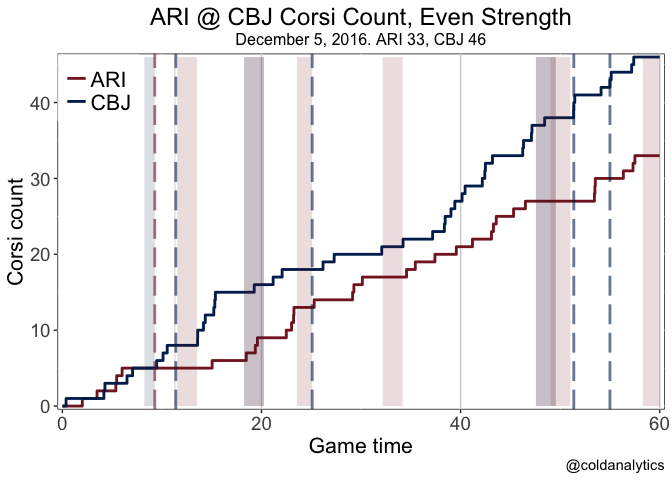 ARI @ CBJ Corsi Count, Even Strength
December 5, 2016. ARI 33, CBJ 46
ARI
CBJ
Corsi count
40
30
20
10
0
0 20 40 60
Game time
@coldanalytics